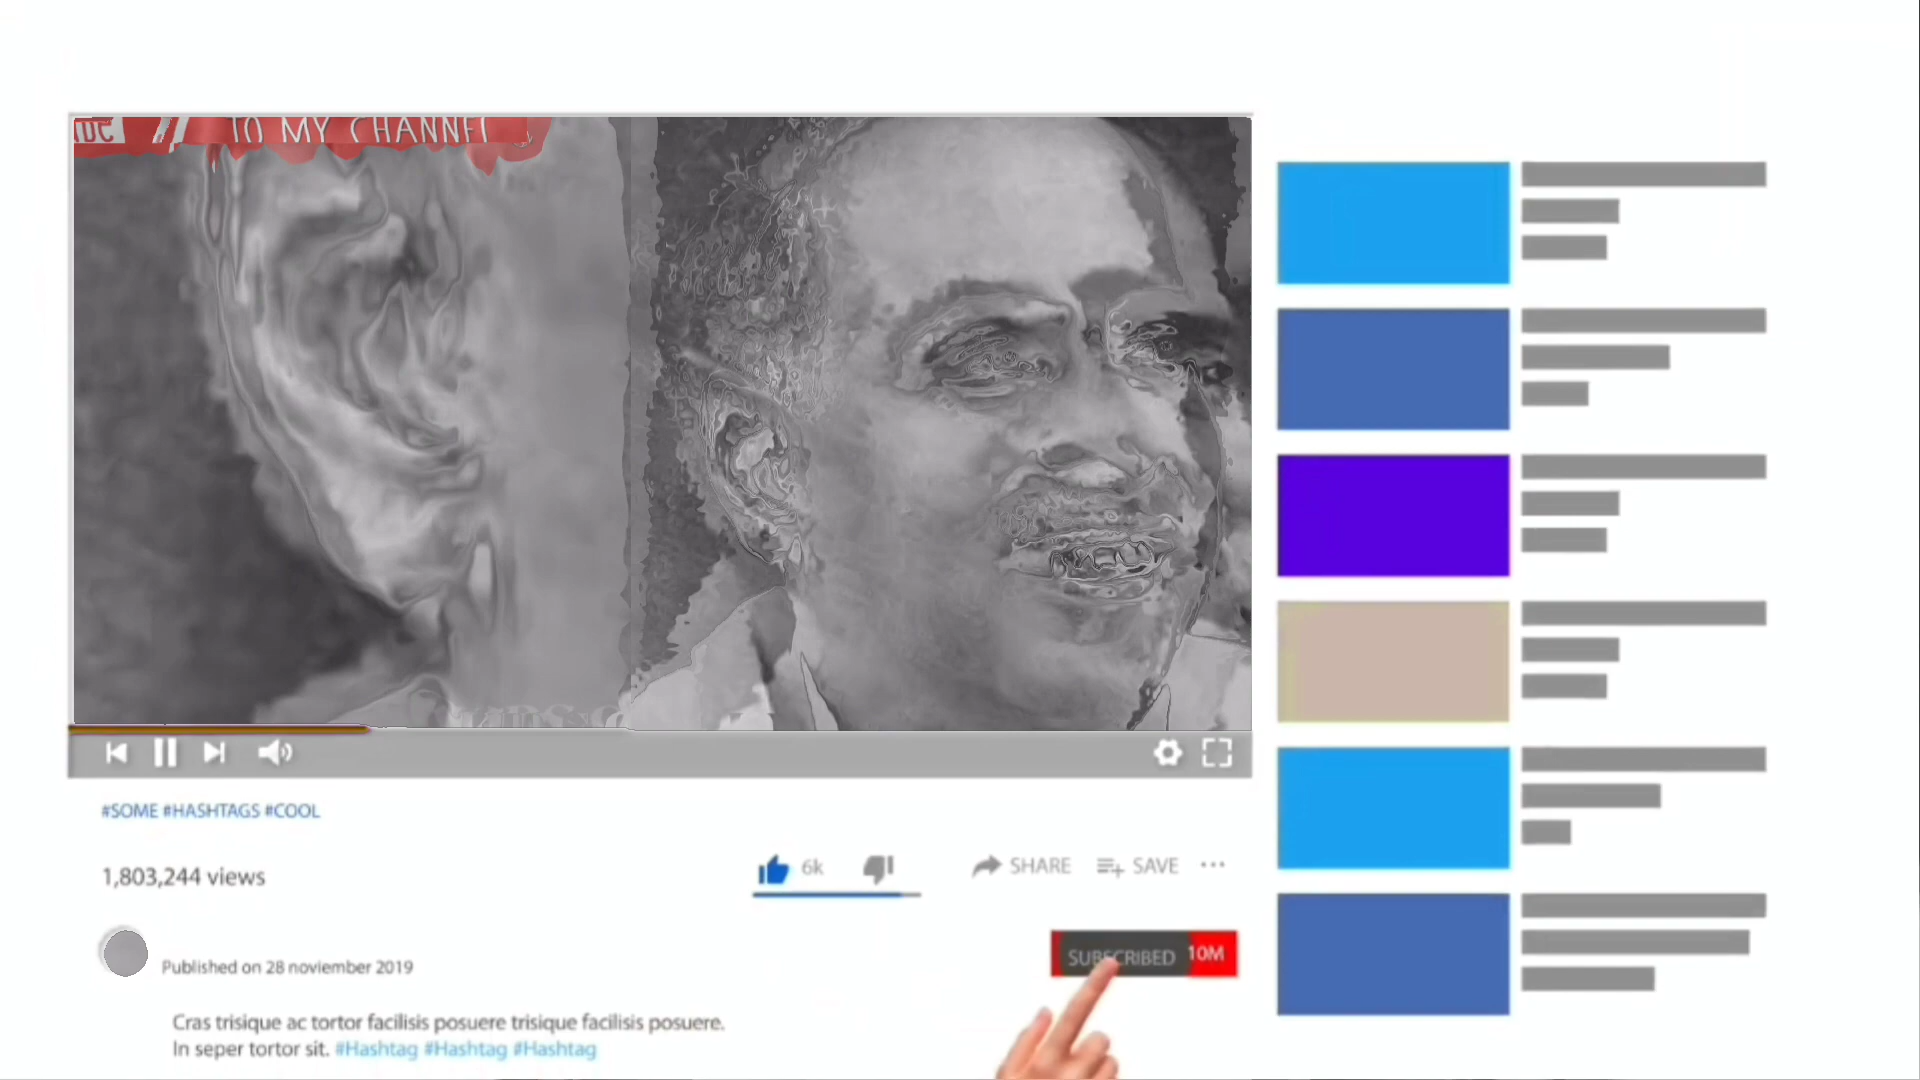 TO MY CHANNEL
#SOME #HASHTAGS #COOL
1,803,244 views
6k
SHARE
SAVE
SUBSCRIBED 10M
Published on 28 noviember 2019
Cras trisique ac tortor facilisis posuere trisique facilisis posuere.
In seper tortor sit. #Hashtag #Hashtag #Hashtag